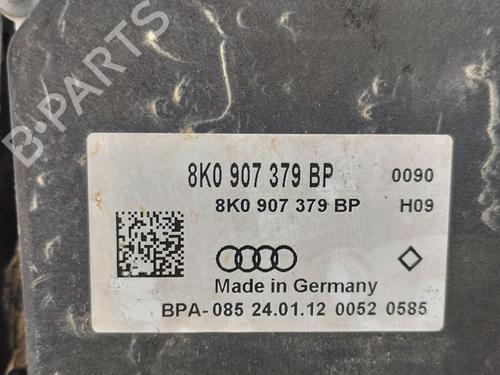 B·PARTS
8K0 907 379 BP 0090
8K0 907 379 BP H09
Made in Germany
BPA-085 24.01.12 0052 0585